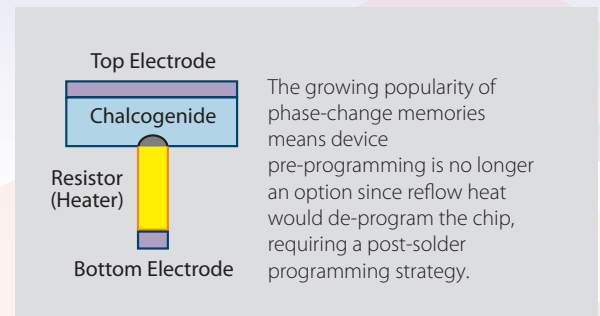 Top Electrode
Chalcogenide
Resistor
(Heater)
Bottom Electrode
The growing popularity of
phase-change memories
means device
pre-programming is no longer
an option since reflow heat
would de-program the chip,
requiring a post-solder
programming strategy.